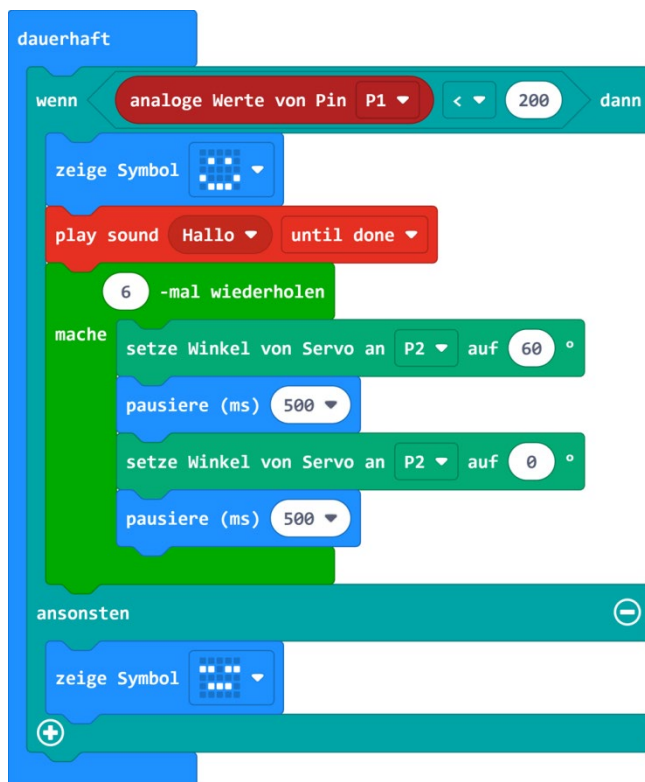 dauerhaft
wenn analoge Werte von Pin P1 < 200 dann
zeige Symbol
play sound Hallo until done
6 -mal wiederholen
mache
setze Winkel von Servo an P2 auf 60 °
pausiere (ms) 500
setze Winkel von Servo an P2 auf 0 °
pausiere (ms) 500
ansonsten
zeige Symbol